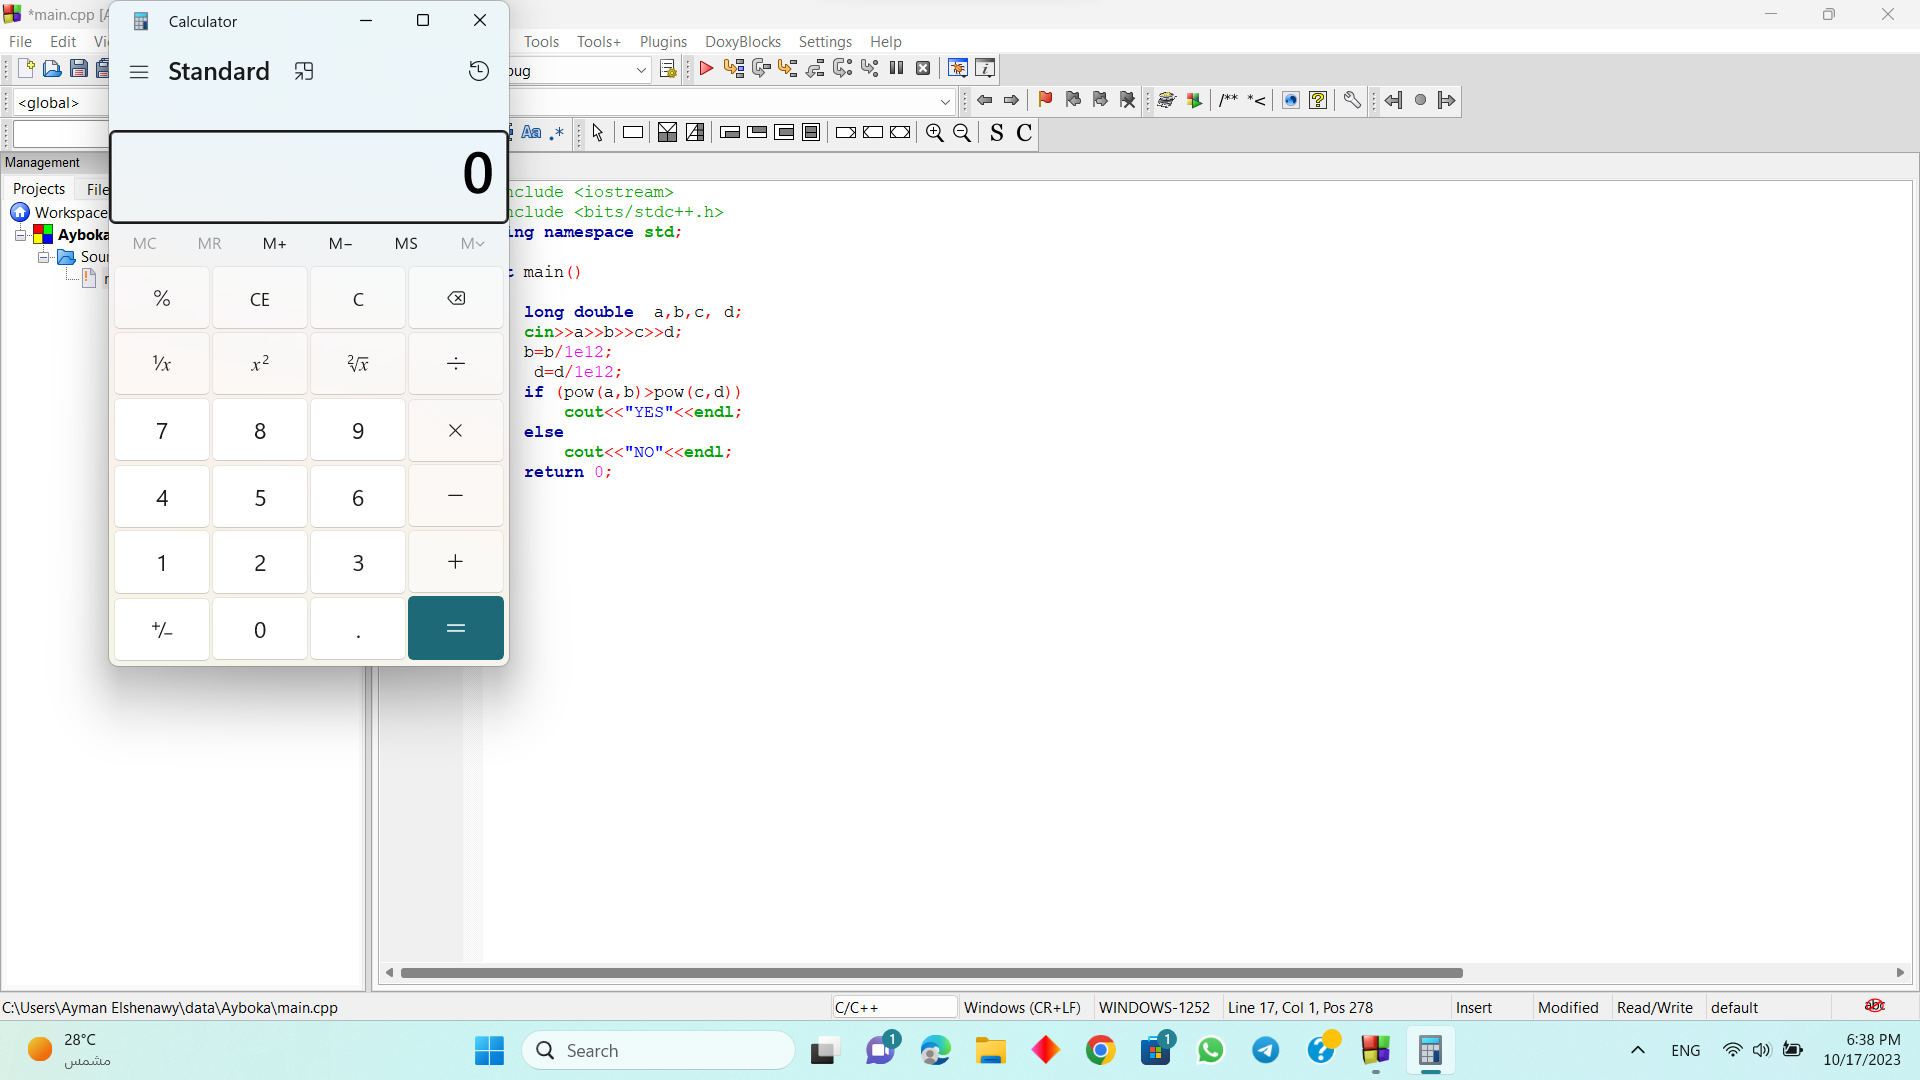 *main.cpp [A
Calculator
File Edit Vi
Tools Tools+ Plugins DoxyBlocks Settings Help
Standard
bug
<global>
/** *<
Aa .*
S C
Management
0
Projects File
Workspace
Ayboka
Sour
MC MR M+ M- MS M
% CE C
1/x x2 2√x ÷
7 8 9 ×
4 5 6 −
1 2 3 +
+/− 0 . =
nclude <iostream>
nclude <bits/stdc++.h>
ing namespace std;
t main()
long double  a,b,c, d;
cin>>a>>b>>c>>d;
b=b/1e12;
d=d/1e12;
if (pow(a,b)>pow(c,d))
cout<<"YES"<<endl;
else
cout<<"NO"<<endl;
return 0;
C:\Users\Ayman Elshenawy\data\Ayboka\main.cpp C/C++ Windows (CR+LF) WINDOWS-1252 Line 17, Col 1, Pos 278 Insert Modified Read/Write default abc
28°C
مشمس
Search
1
1
ENG
6:38 PM
10/17/2023